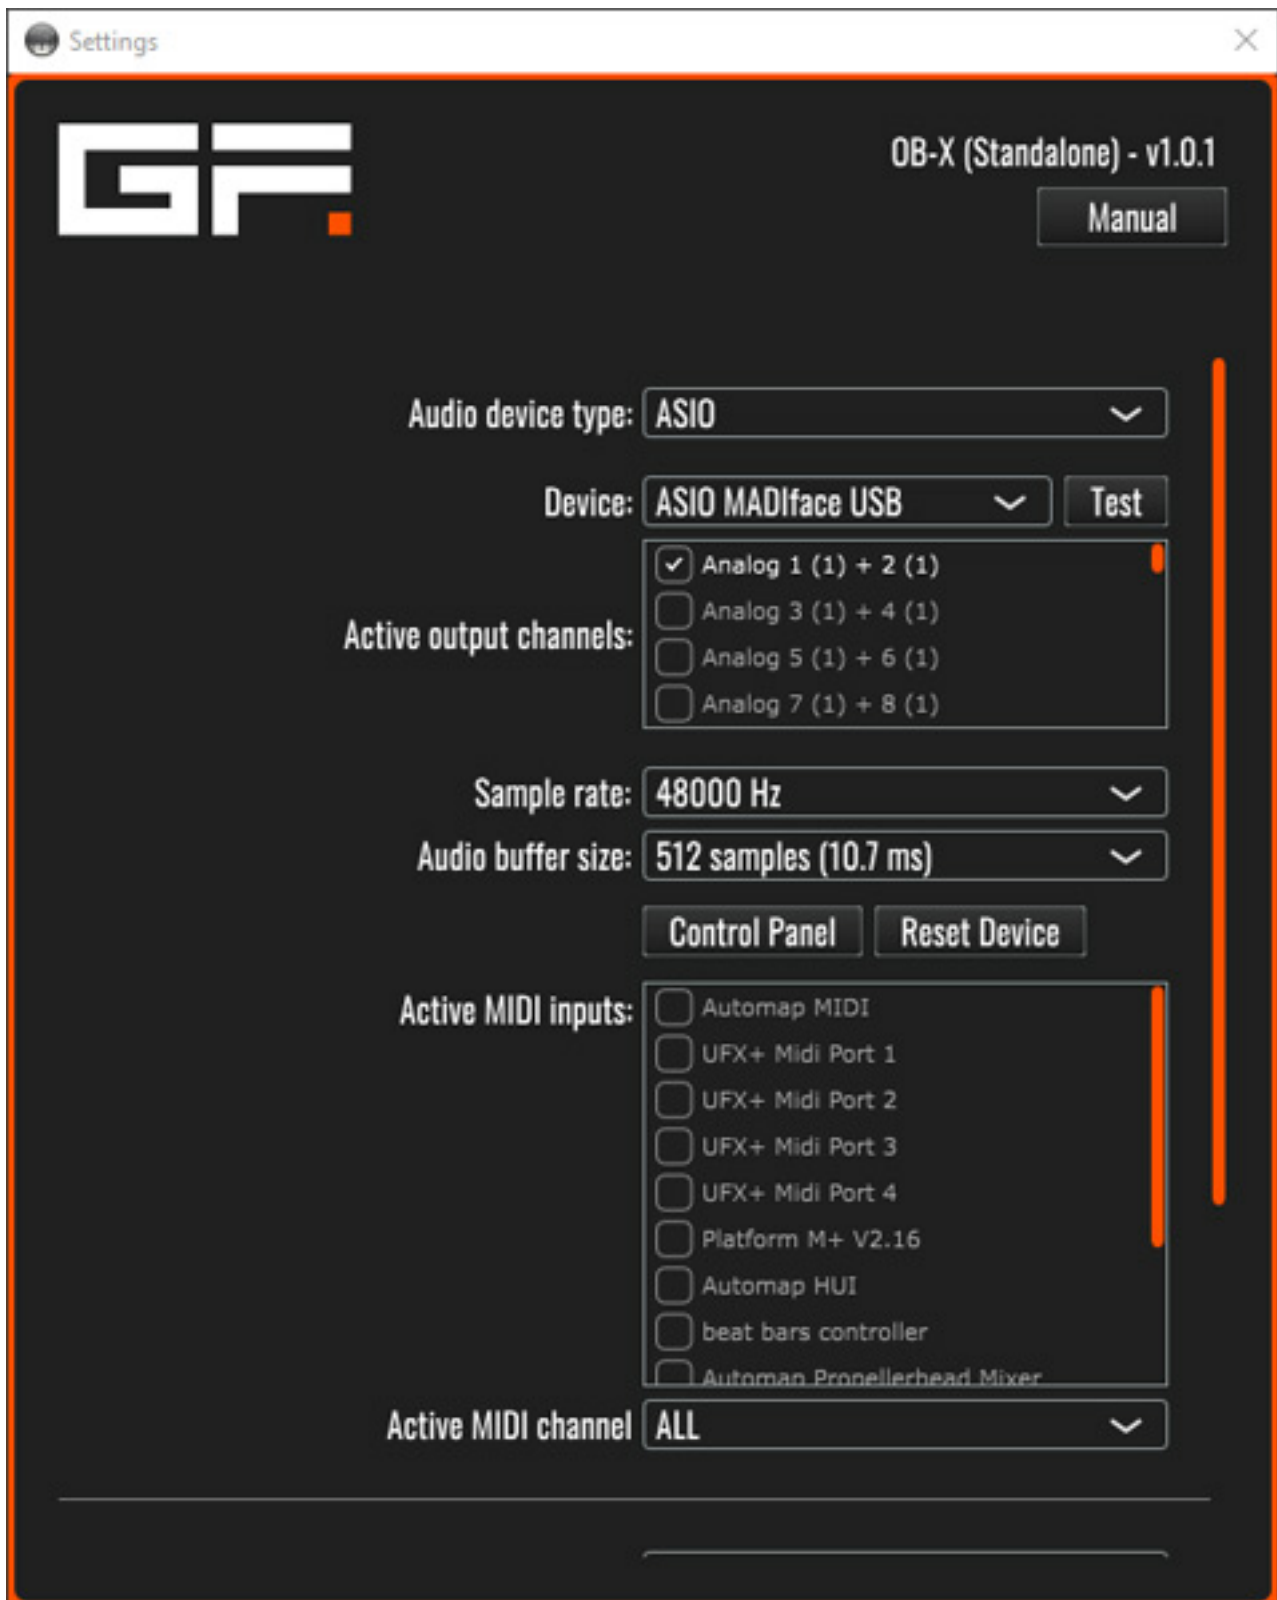 Settings
GF
OB-X (Standalone) - v1.0.1
Manual
Audio device type: ASIO
Device: ASIO MADIface USB Test
Active output channels:
Analog 1 (1) + 2 (1)
Analog 3 (1) + 4 (1)
Analog 5 (1) + 6 (1)
Analog 7 (1) + 8 (1)
Sample rate: 48000 Hz
Audio buffer size: 512 samples (10.7 ms)
Control Panel Reset Device
Active MIDI inputs: Automap MIDI
UFX+ Midi Port 1
UFX+ Midi Port 2
UFX+ Midi Port 3
UFX+ Midi Port 4
Platform M+ V2.16
Automap HUI
beat bars controller
Automap Propellerhead Mixer
Active MIDI channel ALL